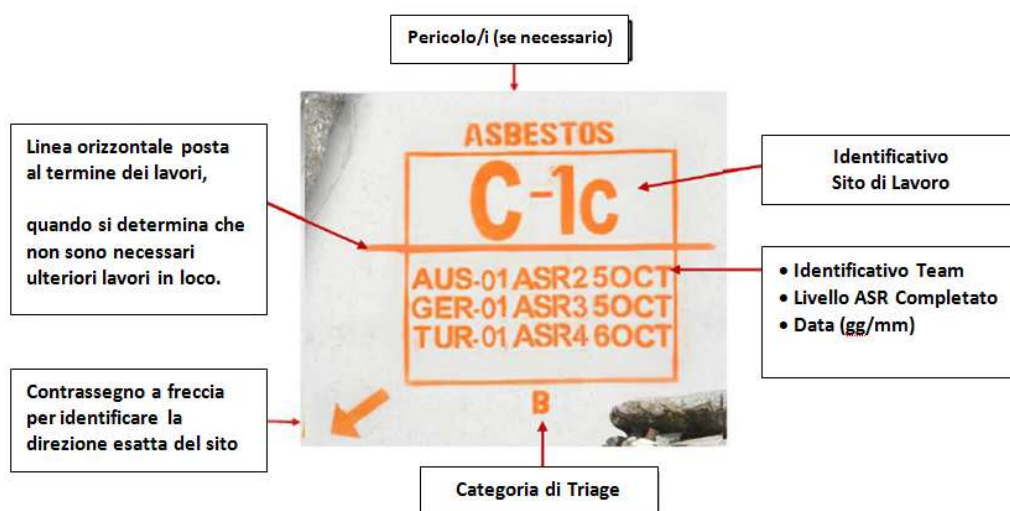 Pericolo/i (se necessario)
Linea orizzontale posta
al termine dei lavori,
quando si determina che
non sono necessari
ulteriori lavori in loco.
ASBESTOS
C-1c
AUS-01 ASR2 5OCT
GER-01 ASR3 5OCT
TUR-01 ASR4 6OCT
B
Identificativo
Sito di Lavoro
• Identificativo Team
• Livello ASR Completato
• Data (gg/mm)
Contrassegno a freccia
per identificare la
direzione esatta del sito
Categoria di Triage